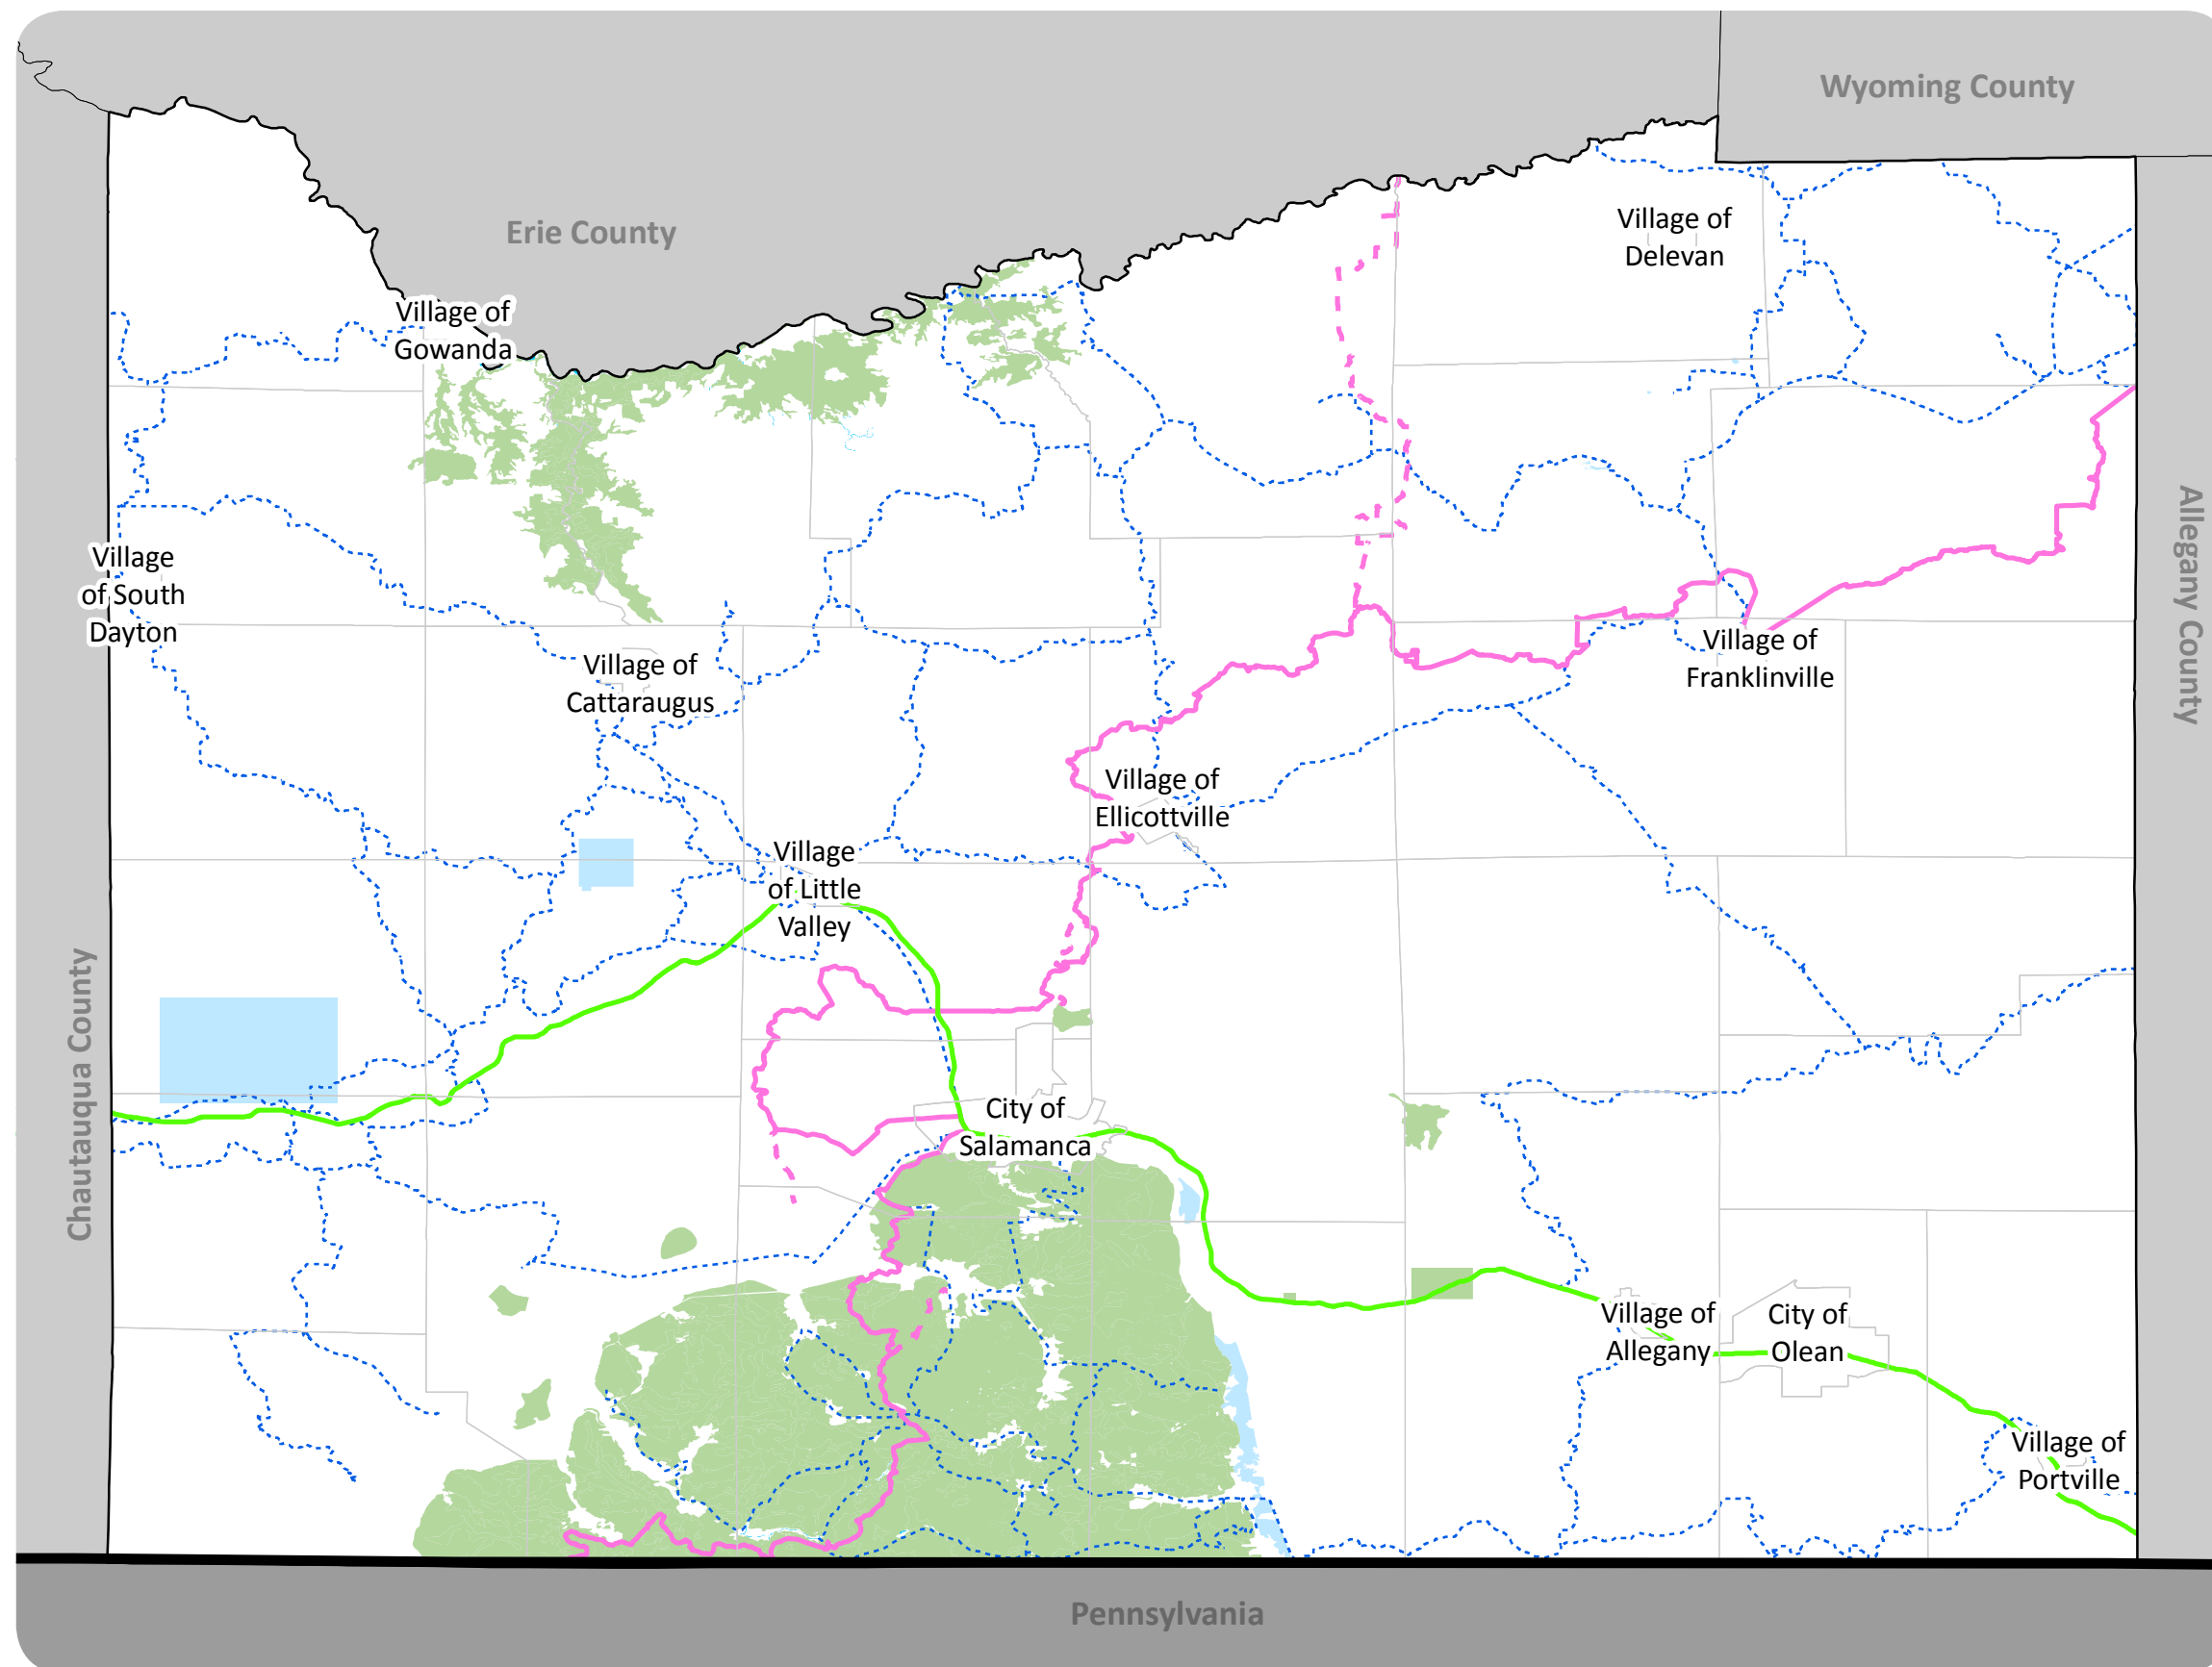 Wyoming County
Erie County
Village of
Delevan
Village of
Gowanda
Village
of South
Dayton
Allegany County
Village of
Cattaraugus
Village of
Franklinville
Village of
Ellicottville
Village
of Little
Valley
Chautauqua County
City of
Salamanca
Village of
Allegany
City of
Olean
Village of
Portville
Pennsylvania